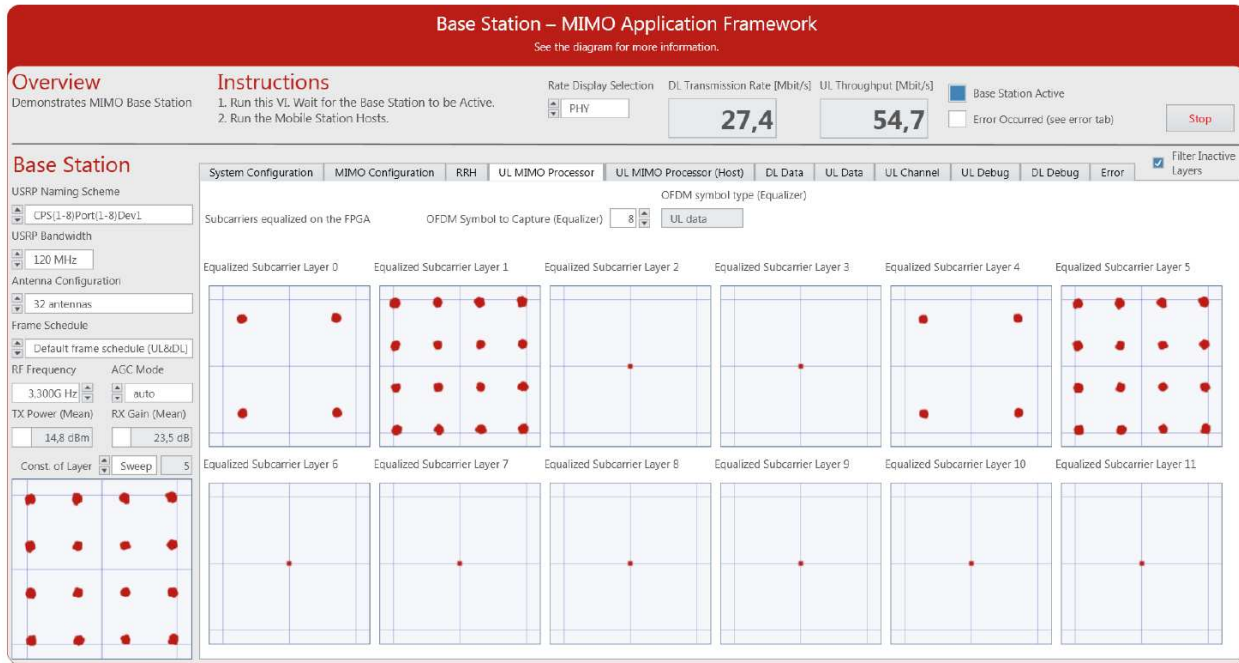 Base Station – MIMO Application Framework
See the diagram for more information.
Overview
Demonstrates MIMO Base Station
Instructions
1. Run this VI. Wait for the Base Station to be Active.
2. Run the Mobile Station Hosts.
Rate Display Selection
PHY
DL Transmission Rate [Mbit/s]
27,4
UL Throughput [Mbit/s]
54,7
Base Station Active
Error Occurred (see error tab)
Stop
Base Station
USRP Naming Scheme
CPS(1-8)Port(1-8)Dev1
USRP Bandwidth
120 MHz
Antenna Configuration
32 antennas
Frame Schedule
Default frame schedule (UL&DL)
RF Frequency
AGC Mode
3,300G Hz
auto
TX Power (Mean)
RX Gain (Mean)
14,8 dBm
23,5 dB
Const. of Layer
Sweep
5
System Configuration
MIMO Configuration
RRH
UL MIMO Processor
UL MIMO Processor (Host)
DL Data
UL Data
UL Channel
UL Debug
DL Debug
Error
Filter Inactive
Layers
Subcarriers equalized on the FPGA
OFDM Symbol to Capture (Equalizer)
8
OFDM symbol type (Equalizer)
UL data
Equalized Subcarrier Layer 0
Equalized Subcarrier Layer 1
Equalized Subcarrier Layer 2
Equalized Subcarrier Layer 3
Equalized Subcarrier Layer 4
Equalized Subcarrier Layer 5
Equalized Subcarrier Layer 6
Equalized Subcarrier Layer 7
Equalized Subcarrier Layer 8
Equalized Subcarrier Layer 9
Equalized Subcarrier Layer 10
Equalized Subcarrier Layer 11